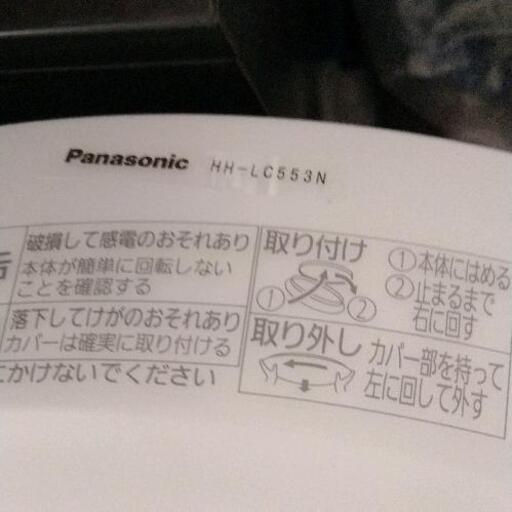 Panasonic HH-LC553N
破損して感電のおそれあり
本体が簡単に回転しない
ことを確認する
落下してけがのおそれあり
カバーは確実に取り付ける
かけないでください
取り付け
① ②
①本体にはめる
②止まるまで
右に回す
取り外し
カバー部を持って
左に回して外す